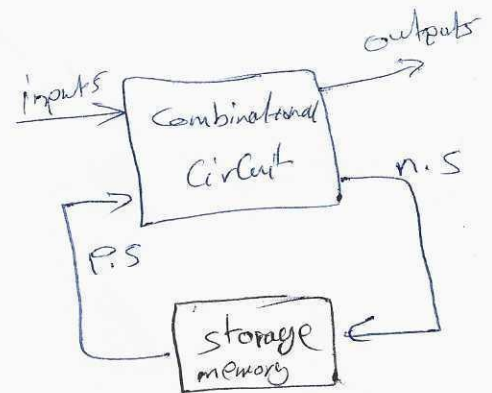 outputs
inputs
Combinational
Circuit
n.s
p.s
storage
memory